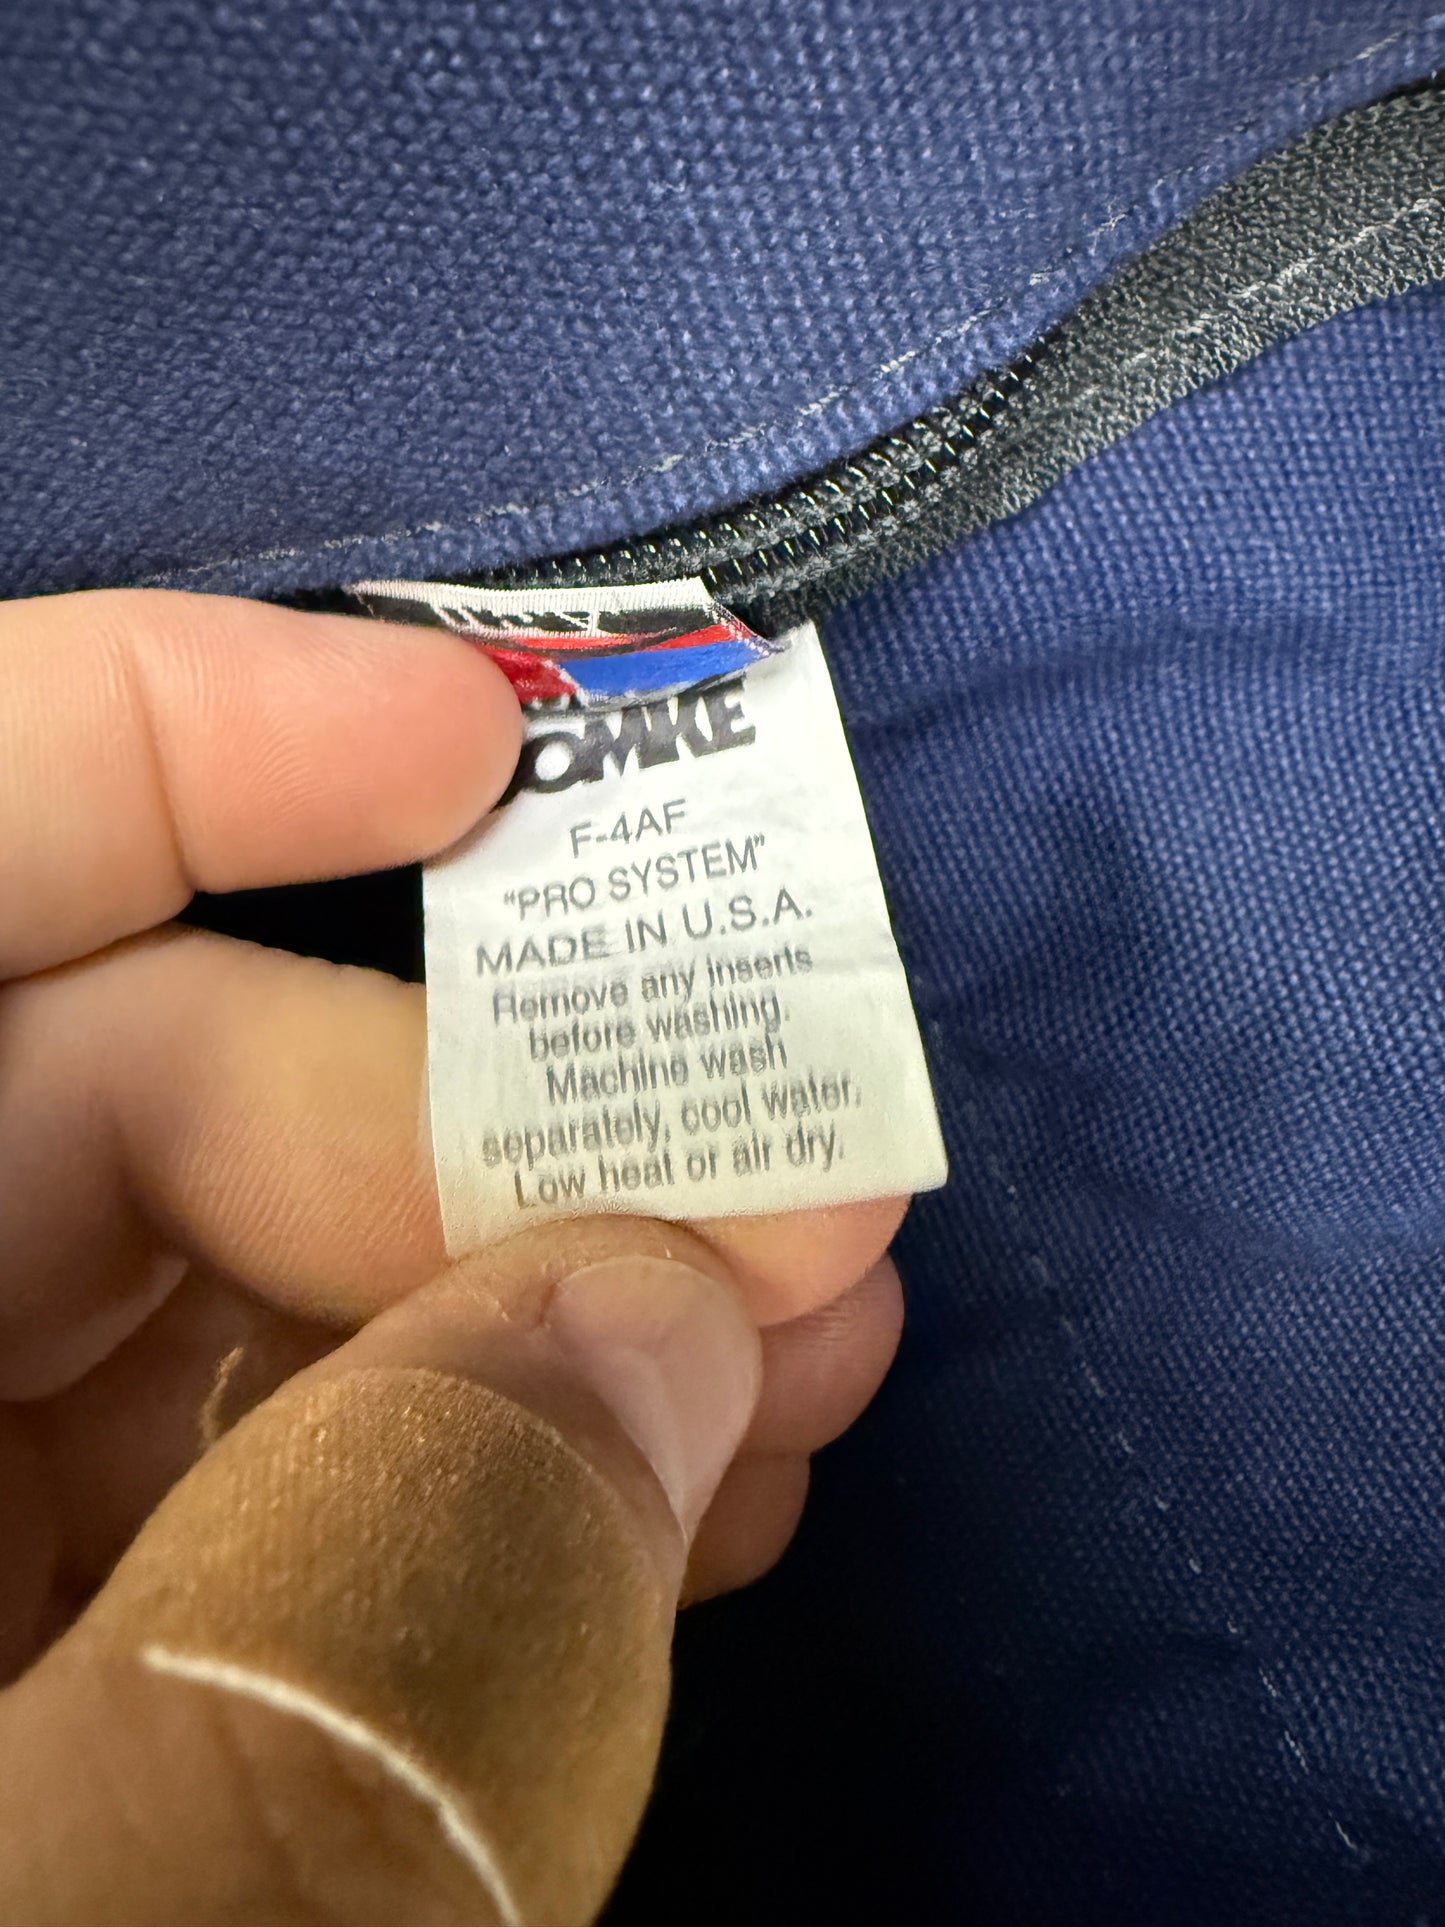 OMKE
F-4AF
"PRO SYSTEM"
MADE IN U.S.A.
Remove any inserts
before washing.
Machine wash
separately, cool water.
Low heat or air dry.